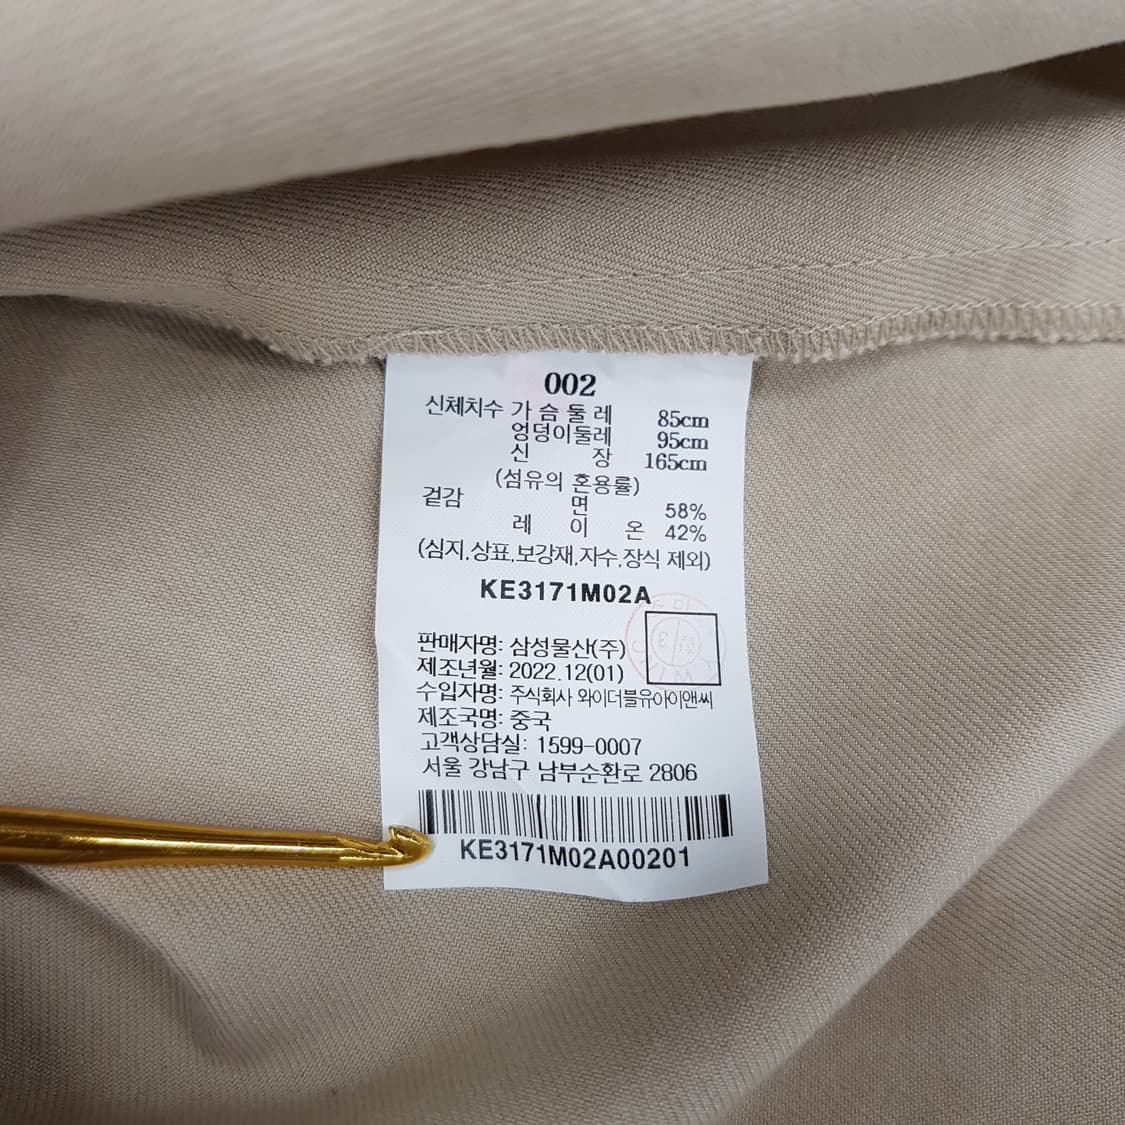 002
신체치수 가 슴 둘 레 85cm
엉덩이둘레 95cm
신 장 165cm
(섬유의 혼용률)
겉감 면 58%
레 이 온 42%
(심지,상표,보강재,자수,장식 제외)
KE3171M02A
판매자명: 삼성물산(주)
제조년월: 2022.12(01)
수입자명: 주식회사 와이더블유아이앤씨
제조국명: 중국
고객상담실: 1599-0007
서울 강남구 남부순환로 2806
KE3171M02A00201